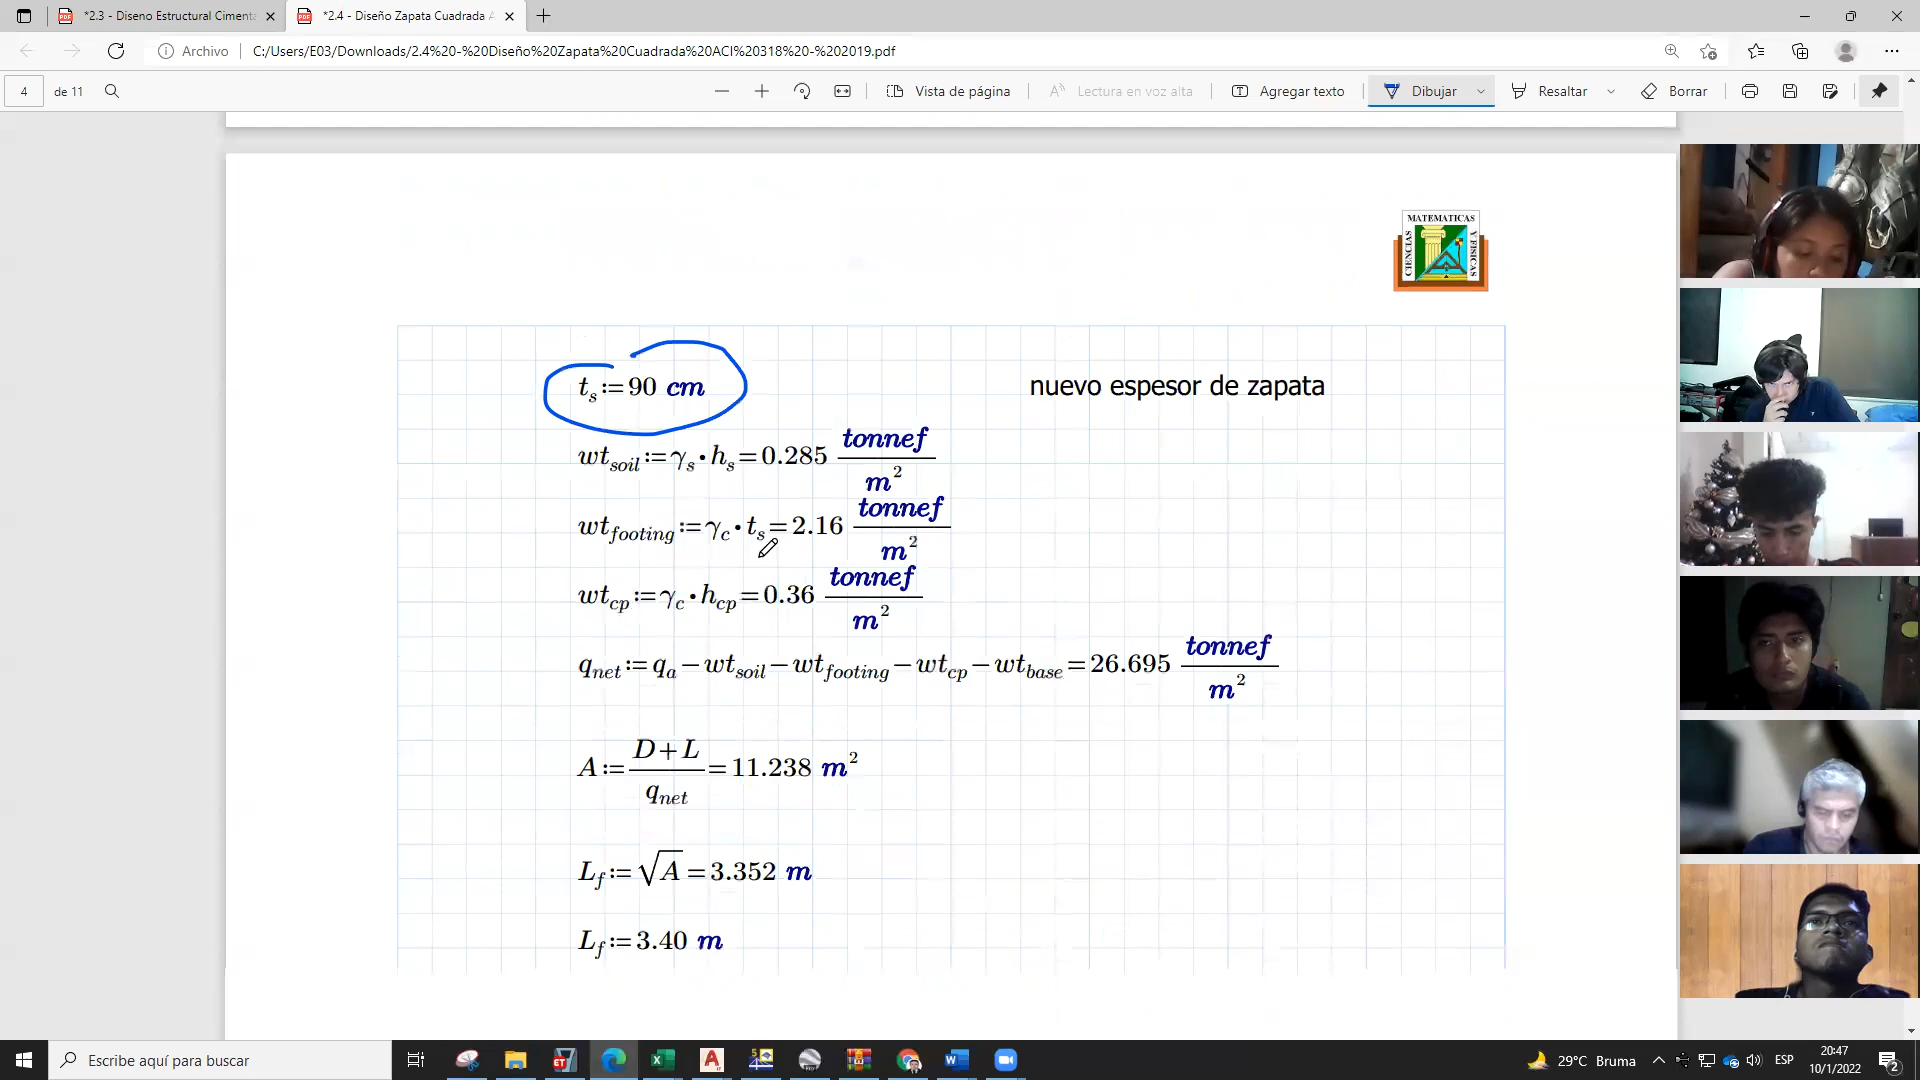 *2.3 - Diseno Estructural Ciment
*2.4 - Diseño Zapata Cuadrada A
Archivo C:/Users/E03/Downloads/2.4%20-%20Diseño%20Zapata%20Cuadrada%20ACI%20318%20-%202019.pdf
4 de 11 Vista de página Lectura en voz alta Agregar texto Dibujar Resaltar Borrar
MATEMATICAS
CIENCIAS
Y FISICAS
t_s := 90 cm nuevo espesor de zapata
wt_soil := γ_s · h_s = 0.285 tonnef/m^2
wt_footing := γ_c · t_s = 2.16 tonnef/m^2
wt_cp := γ_c · h_cp = 0.36 tonnef/m^2
q_net := q_a − wt_soil − wt_footing − wt_cp − wt_base = 26.695 tonnef/m^2
A := (D + L)/q_net = 11.238 m^2
L_f := √A = 3.352 m
L_f := 3.40 m
Escribe aquí para buscar
29°C Bruma
ESP
20:47
10/1/2022
2